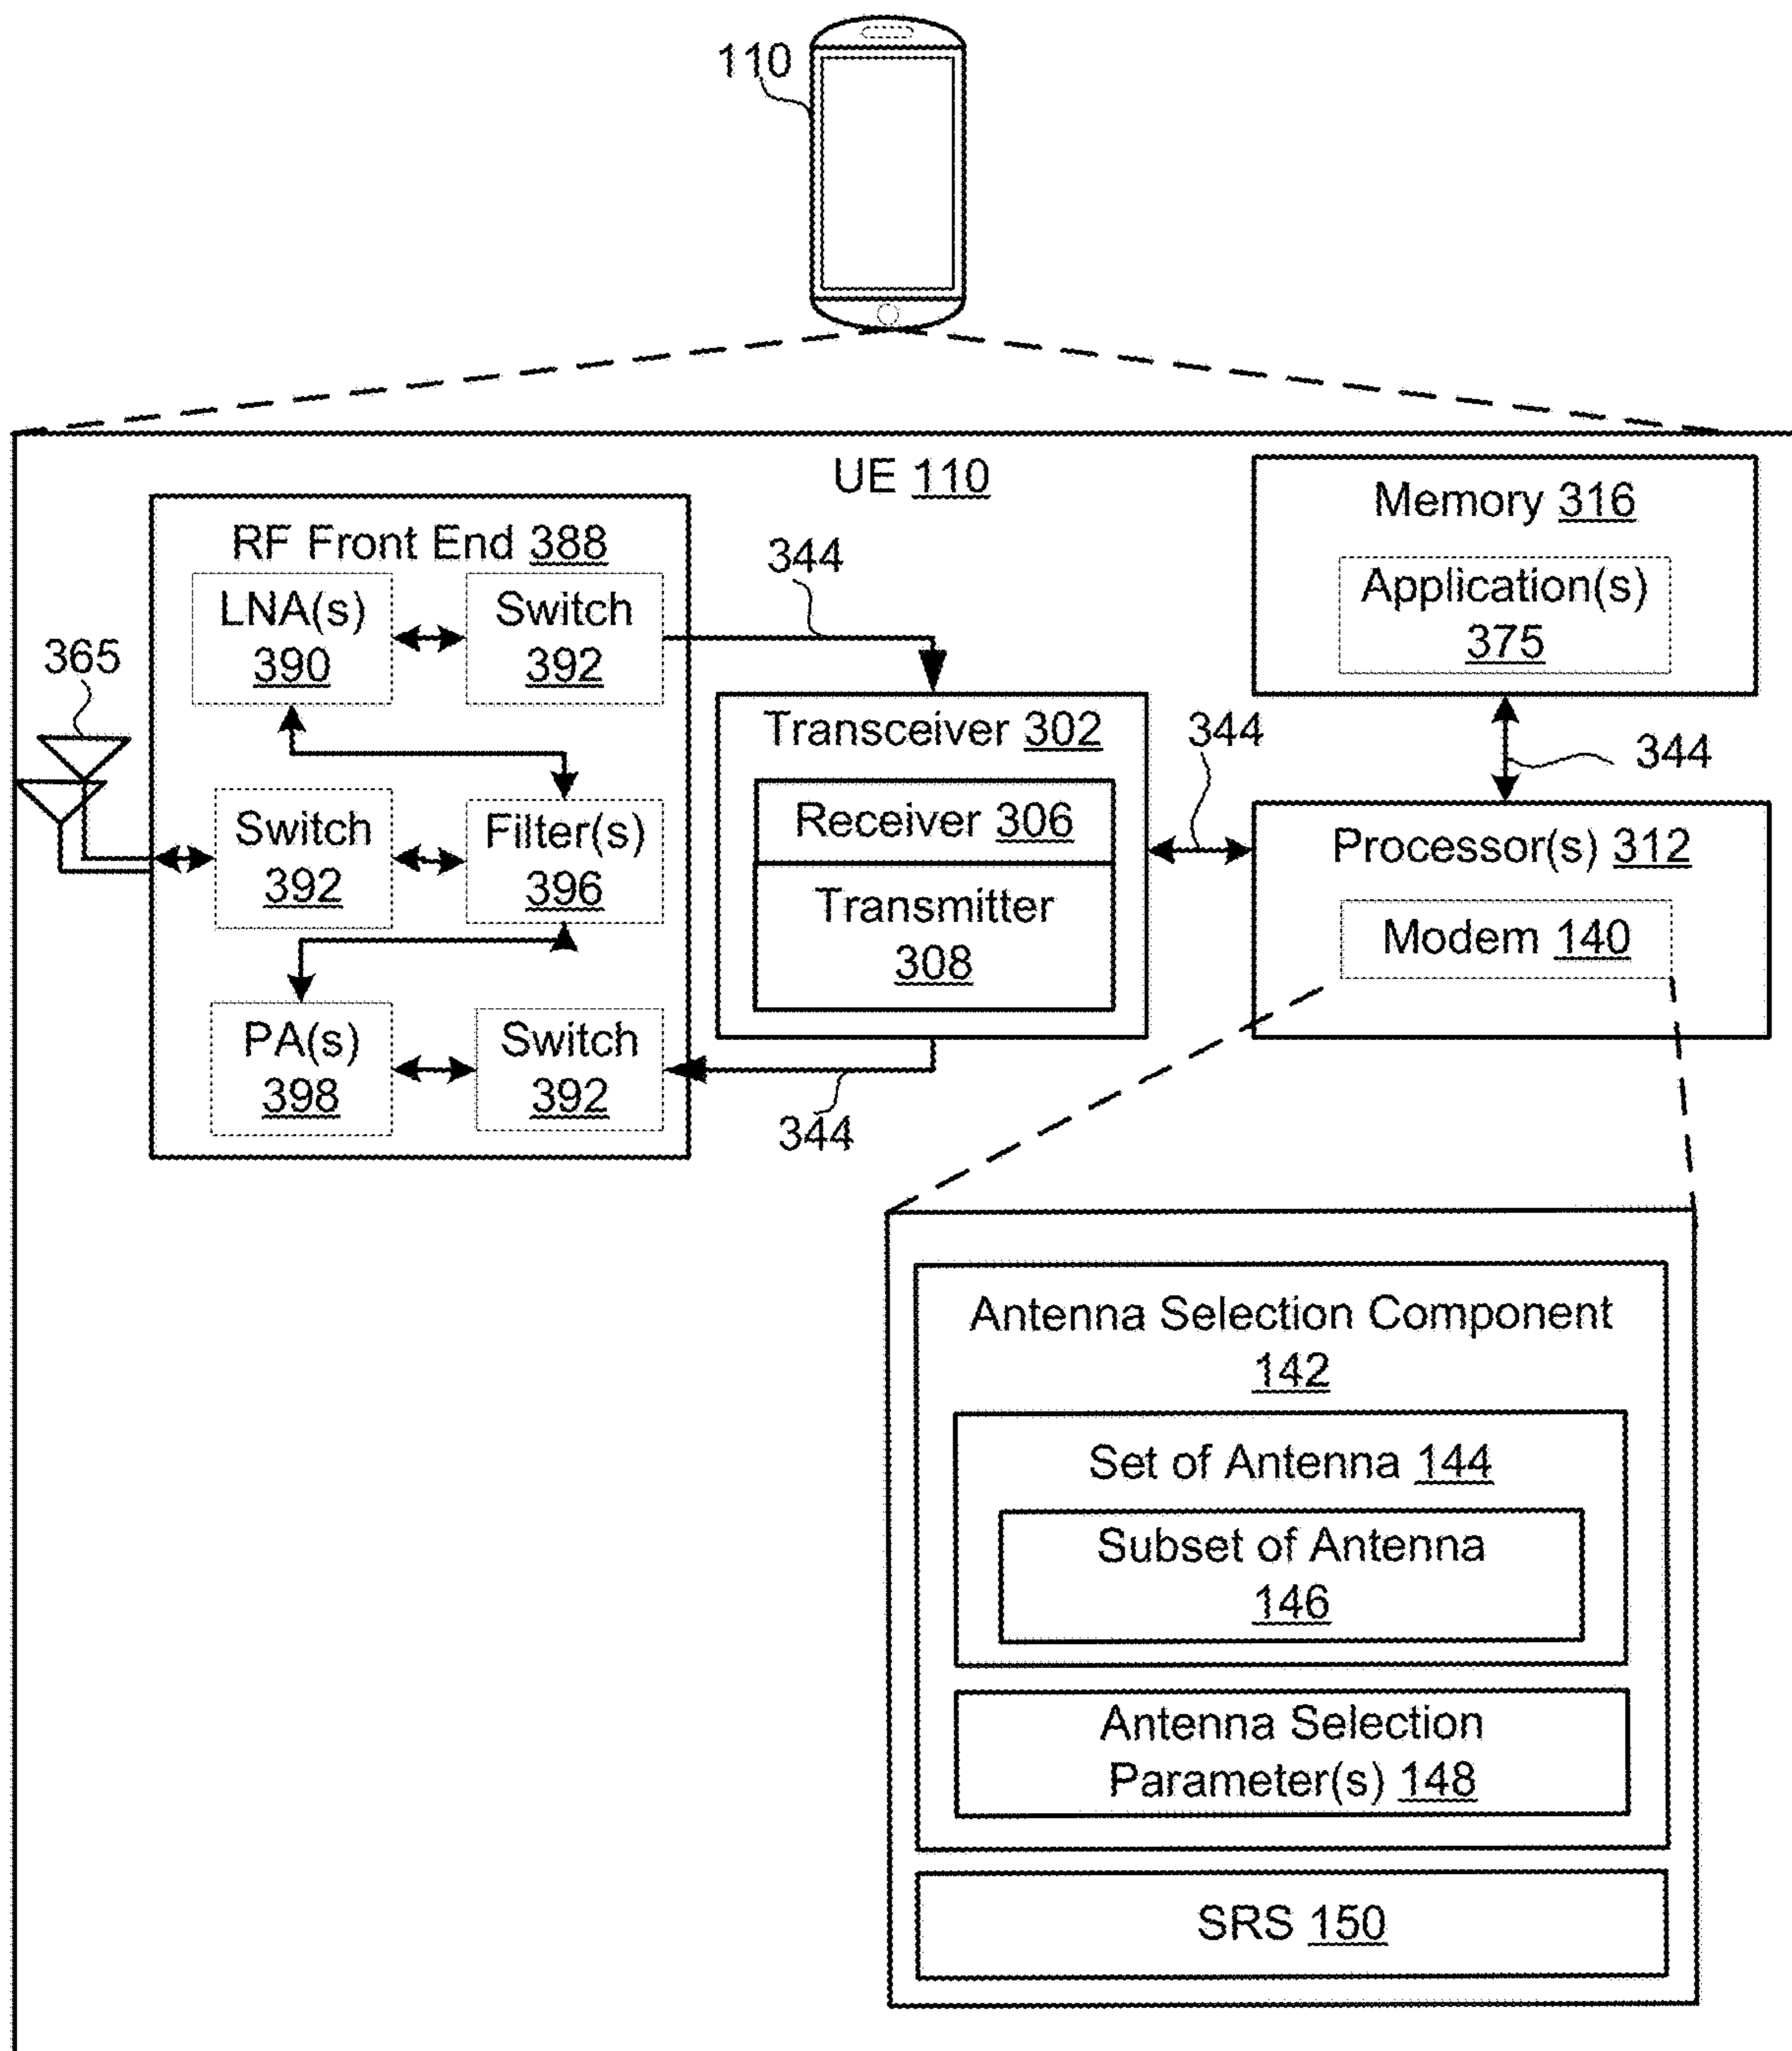 110
UE 110
RF Front End 388
LNA(s)
390
Switch
392
344
365
Switch
392
Filter(s)
396
PA(s)
398
Switch
392
344
Transceiver 302
Receiver 306
Transmitter
308
344
Memory 316
Application(s)
375
344
Processor(s) 312
Modem 140
Antenna Selection Component
142
Set of Antenna 144
Subset of Antenna
146
Antenna Selection
Parameter(s) 148
SRS 150